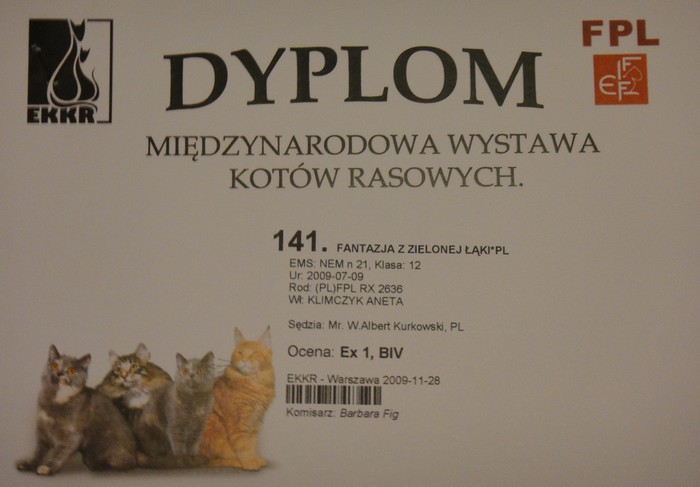 EKKR
DYPLOM
FPL
FIFE
MIĘDZYNARODOWA WYSTAWA
KOTÓW RASOWYCH.
141. FANTAZJA Z ZIELONEJ ŁĄKI*PL
EMS: NEM n 21, Klasa: 12
Ur: 2009-07-09
Rod: (PL)FPL RX 2636
Wł: KLIMCZYK ANETA
Sędzia: Mr. W.Albert Kurkowski, PL
Ocena: Ex 1, BIV
EKKR - Warszawa 2009-11-28
Komisarz: Barbara Fig